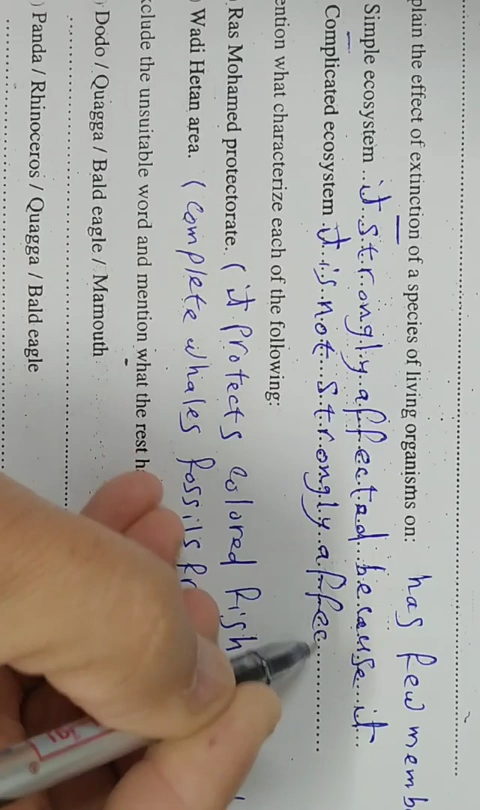 plain the effect of extinction of a species of living organisms on: has few memb
Simple ecosystem it strongly affected because it
Complicated ecosystem it is not strongly affec
ention what characterize each of the following:
Ras Mohamed protectorate. (it protects colored fish
Wadi Hetan area. (complete whales fossils fr
xclude the unsuitable word and mention what the rest h
) Dodo / Quagga / Bald eagle / Mamouth
) Panda / Rhinoceros / Quagga / Bald eagle